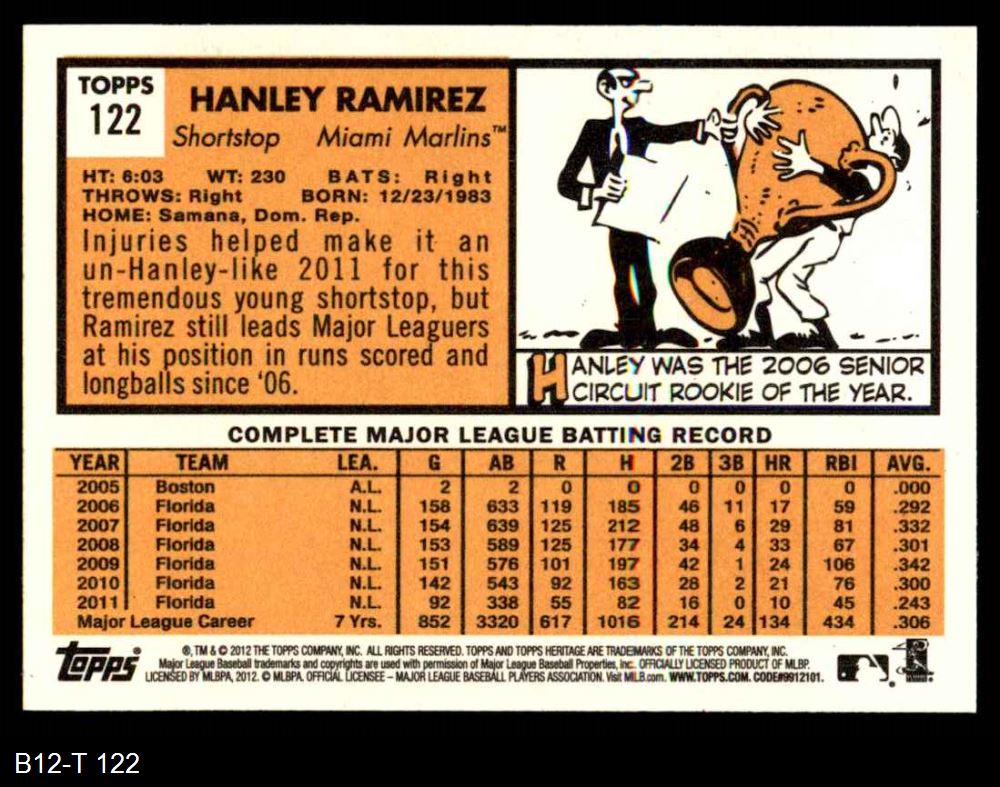 TOPPS
122
HANLEY RAMIREZ
Shortstop Miami Marlins™
HT: 6:03 WT: 230 BATS: Right
THROWS: Right BORN: 12/23/1983
HOME: Samana, Dom. Rep.
Injuries helped make it an
un-Hanley-like 2011 for this
tremendous young shortstop, but
Ramirez still leads Major Leaguers
at his position in runs scored and
longballs since '06.
HANLEY WAS THE 2006 SENIOR
CIRCUIT ROOKIE OF THE YEAR.
COMPLETE MAJOR LEAGUE BATTING RECORD
YEAR TEAM LEA. G AB R H 2B 3B HR RBI AVG.
2005 Boston A.L. 2 2 0 0 0 0 0 0 .000
2006 Florida N.L. 158 633 119 185 46 11 17 59 .292
2007 Florida N.L. 154 639 125 212 48 6 29 81 .332
2008 Florida N.L. 153 589 125 177 34 4 33 67 .301
2009 Florida N.L. 151 576 101 197 42 1 24 106 .342
2010 Florida N.L. 142 543 92 163 28 2 21 76 .300
2011 Florida N.L. 92 338 55 82 16 0 10 45 .243
Major League Career 7 Yrs. 852 3320 617 1016 214 24 134 434 .306
topps®
®, TM & © 2012 THE TOPPS COMPANY, INC. ALL RIGHTS RESERVED. TOPPS AND TOPPS HERITAGE ARE TRADEMARKS OF THE TOPPS COMPANY, INC.
Major League Baseball trademarks and copyrights are used with permission of Major League Baseball Properties, Inc. OFFICIALLY LICENSED PRODUCT OF MLBP.
LICENSED BY MLBPA, 2012. © MLBPA. OFFICIAL LICENSEE – MAJOR LEAGUE BASEBALL PLAYERS ASSOCIATION. Visit MLB.com. WWW.TOPPS.COM. CODE#9912101.
B12-T 122